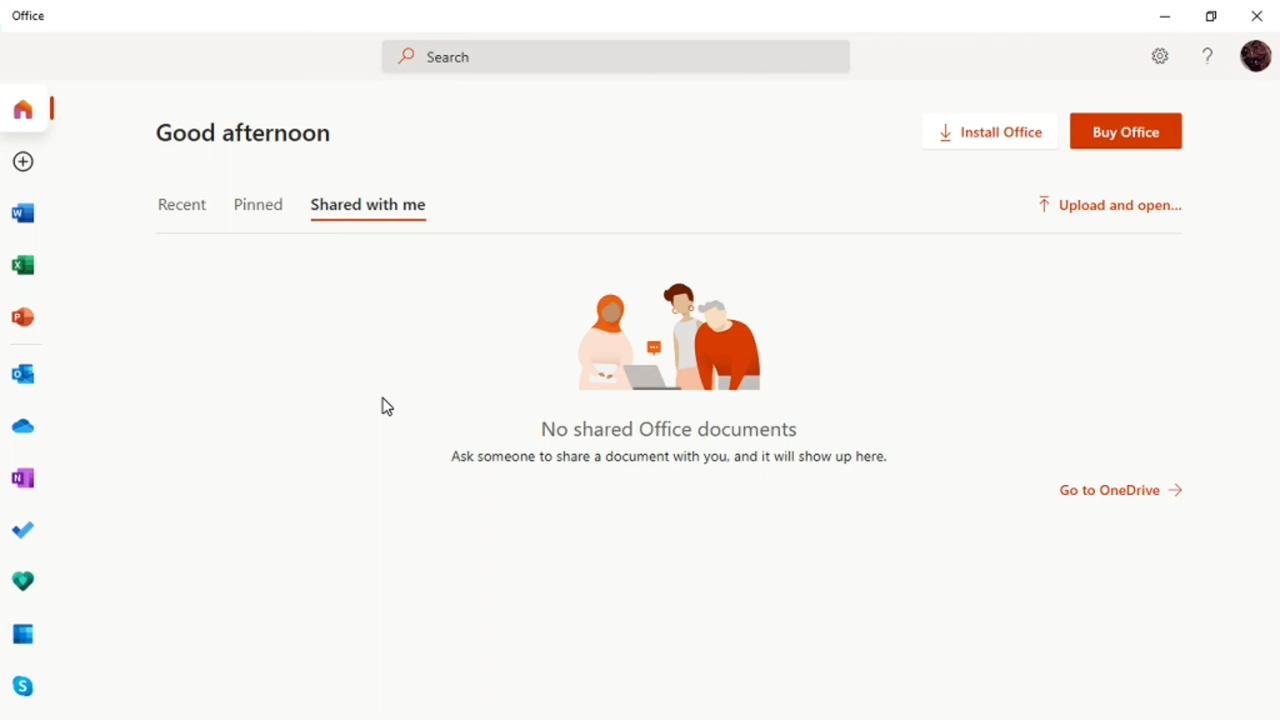 Office
Search
Good afternoon
Install Office
Buy Office
Recent
Pinned
Shared with me
Upload and open...
No shared Office documents
Ask someone to share a document with you, and it will show up here.
Go to OneDrive